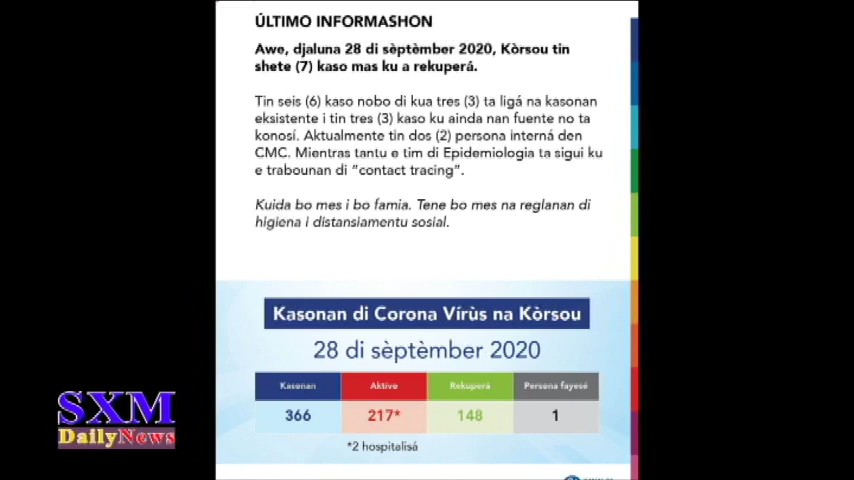 ÚLTIMO INFORMASHON
Awe, djaluna 28 di sèptèmber 2020, Kòrsou tin
shete (7) kaso mas ku a rekuperá.
Tin seis (6) kaso nobo di kua tres (3) ta ligá na kasonan
eksistente i tin tres (3) kaso ku ainda nan fuente no ta
konosí. Aktualmente tin dos (2) persona interná den
CMC. Mientras tantu e tim di Epidemiologia ta sigui ku
e trabounan di "contact tracing".
Kuida bo mes i bo famia. Tene bo mes na reglanan di
higiena i distansiamentu sosial.
Kasonan di Corona Vírùs na Kòrsou
28 di sèptèmber 2020
Kasonan Aktivo Rekuperá Persona fayesé
366 217* 148 1
*2 hospitalisá
SXM
DailyNews